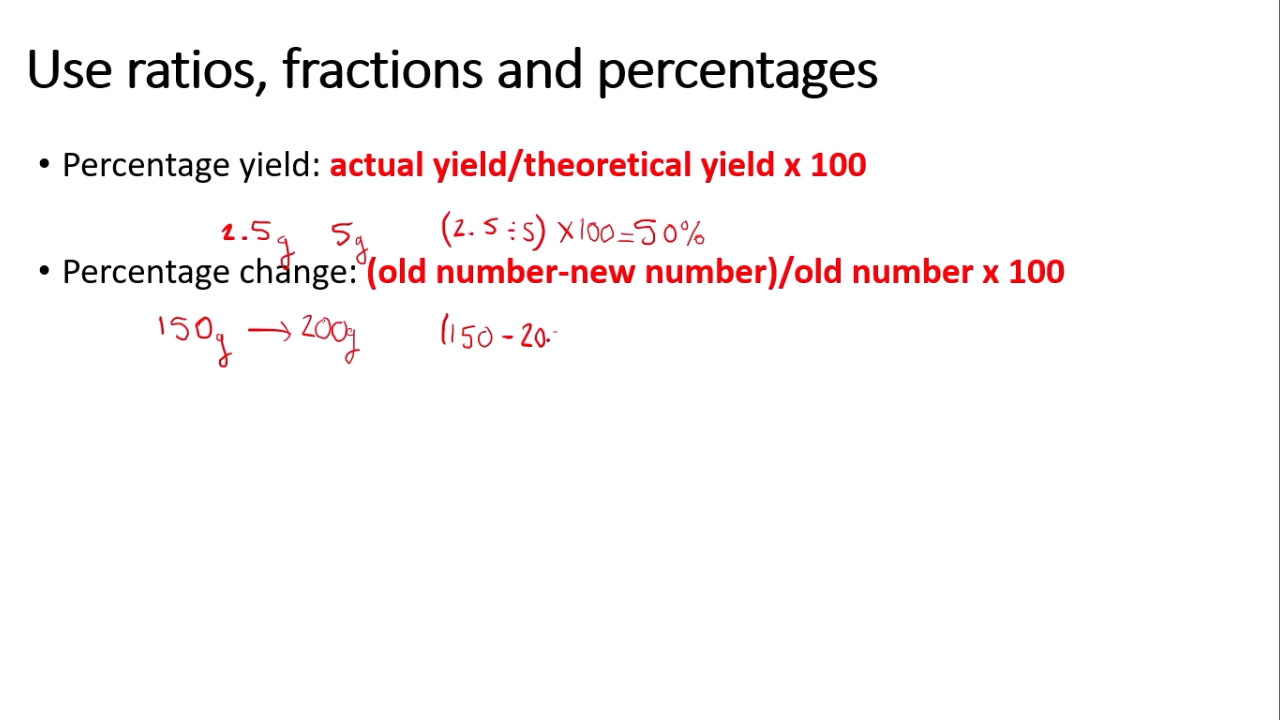 Use ratios, fractions and percentages
• Percentage yield: actual yield/theoretical yield x 100
2.5g 5g (2.5÷5) x100=50%
• Percentage change: (old number-new number)/old number x 100
150g → 200g (150-20